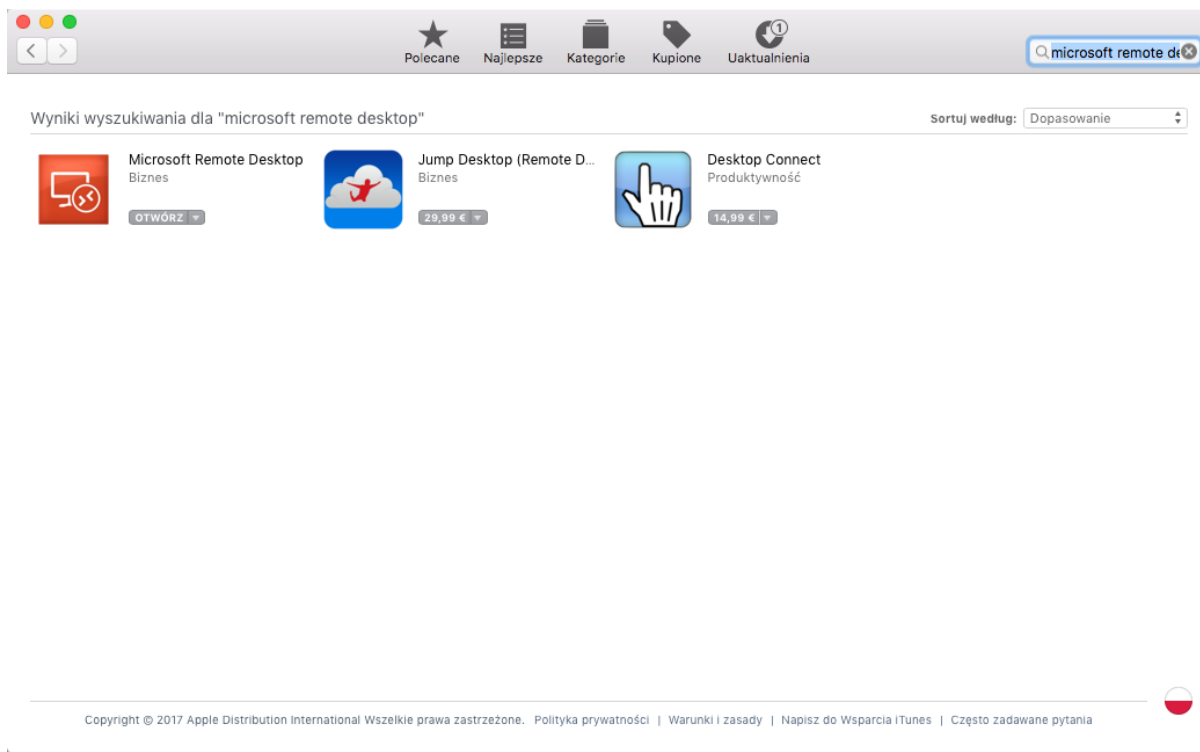 1
Polecane Najlepsze Kategorie Kupione Uaktualnienia
microsoft remote de
Wyniki wyszukiwania dla "microsoft remote desktop"
Sortuj według: Dopasowanie
Microsoft Remote Desktop
Biznes
OTWÓRZ
Jump Desktop (Remote D...
Biznes
29,99 €
Desktop Connect
Produktywność
14,99 €
Copyright © 2017 Apple Distribution International Wszelkie prawa zastrzeżone. Polityka prywatności | Warunki i zasady | Napisz do Wsparcia iTunes | Często zadawane pytania